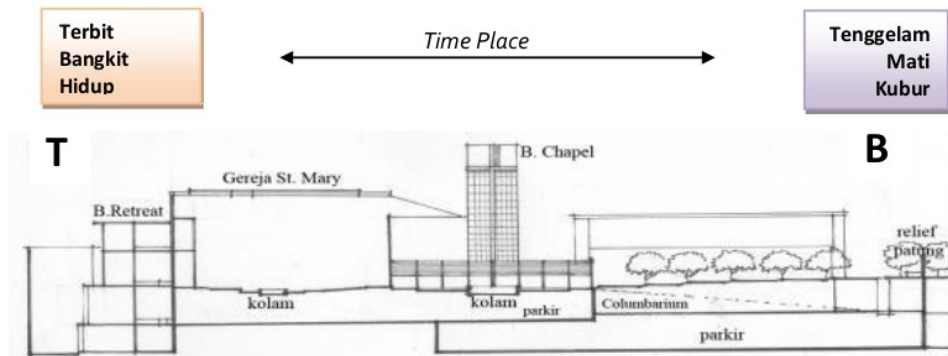 Terbit
Bangkit
Hidup
Time Place
Tenggelam
Mati
Kubur
T
B
B. Chapel
Gereja St. Mary
B.Retreat
relief
patung
kolam
kolam
parkir
Columbarium
parkir